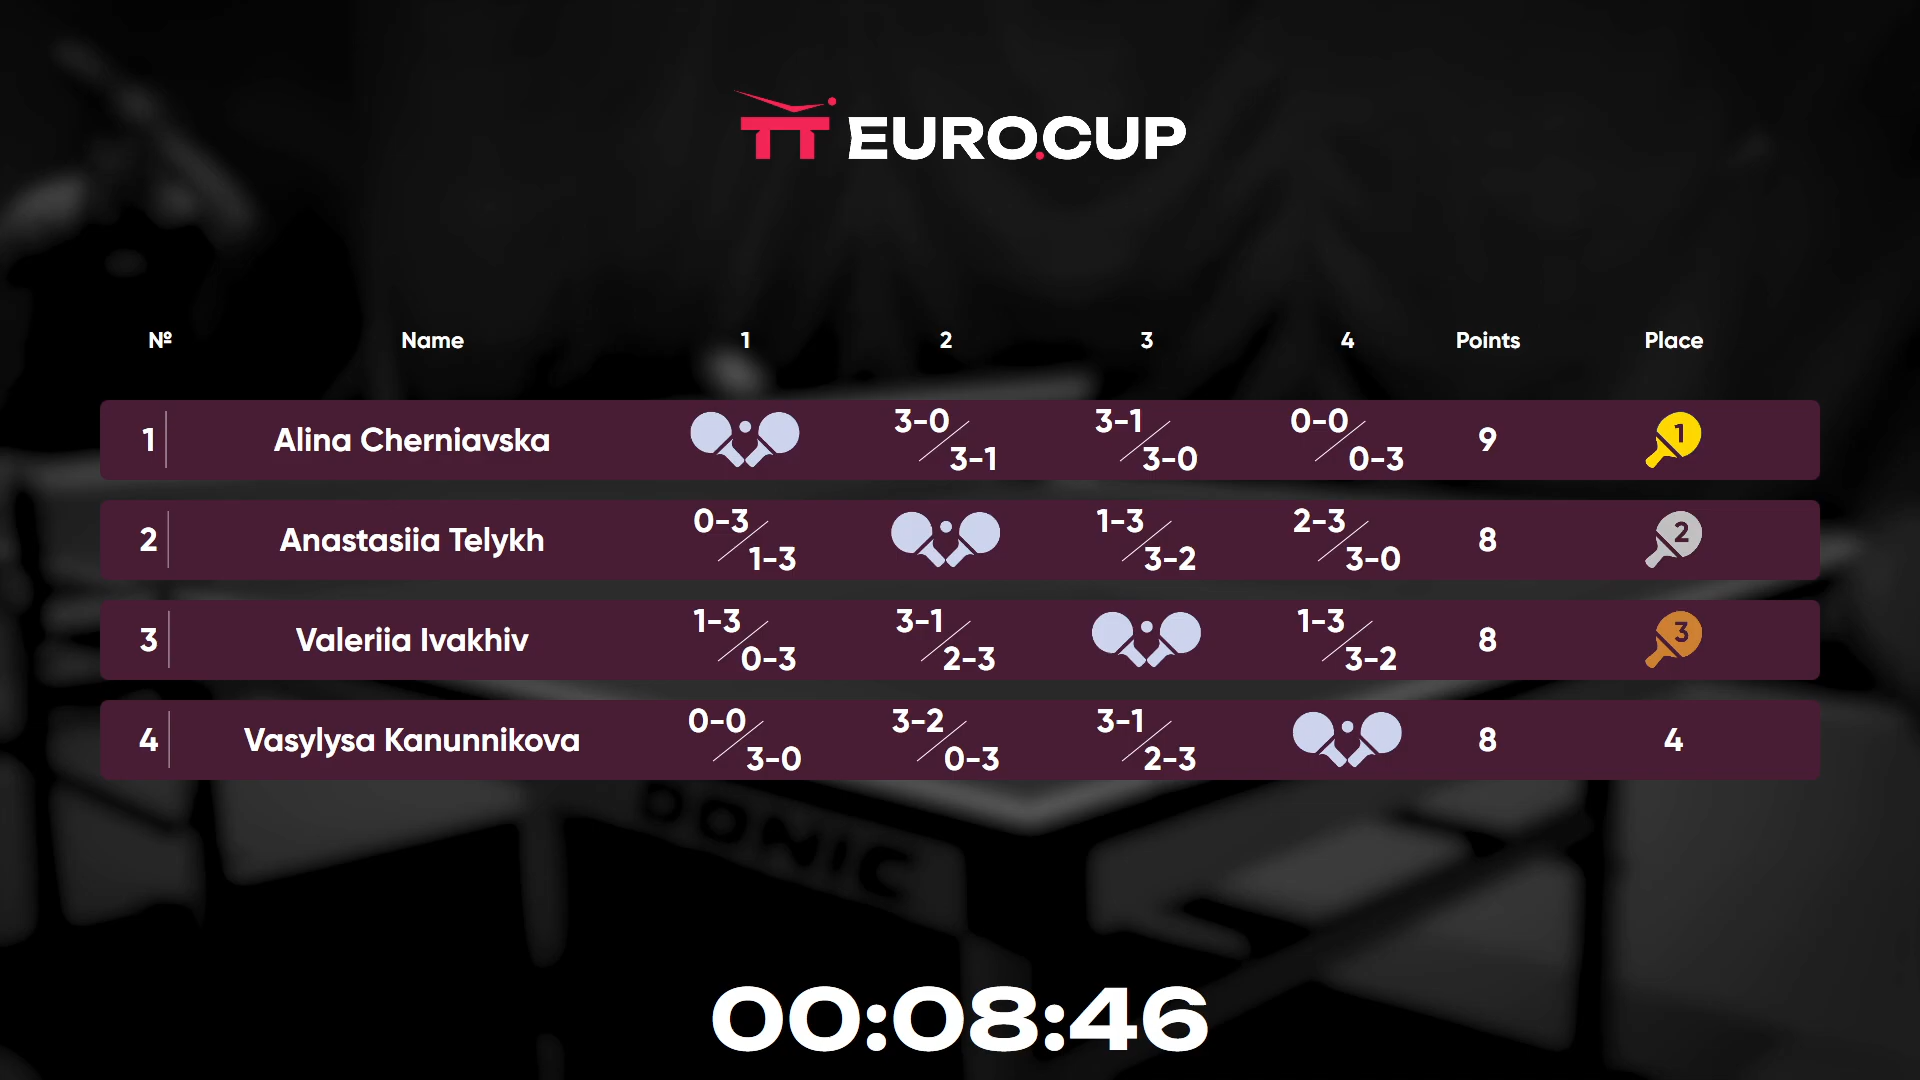 EURO.CUP
№ Name 1 2 3 4 Points Place
1 Alina Cherniavska 3-0 3-1 3-1 3-0 0-0 0-3 9 1
2 Anastasiia Telykh 0-3 1-3 1-3 3-2 2-3 3-0 8 2
3 Valeriia Ivakhiv 1-3 0-3 3-1 2-3 1-3 3-2 8 3
4 Vasylysa Kanunnikova 0-0 3-0 3-2 0-3 3-1 2-3 8 4
DONIC
00:08:46